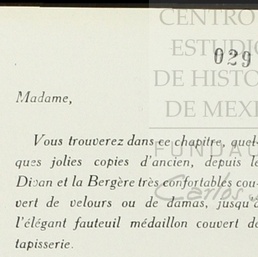 CENTRO
ESTUDIO
029
DE HISTO
DE MEXI
Madame,
Vous trouverez dans ce chapitre, quel-
ques jolies copies d'ancien, depuis le
FUNDA
Divan et la Bergère très confortables cou-
vert de velours ou de damas, jusqu'à
Carlos
l'élégant fauteuil médaillon couvert de
tapisserie.